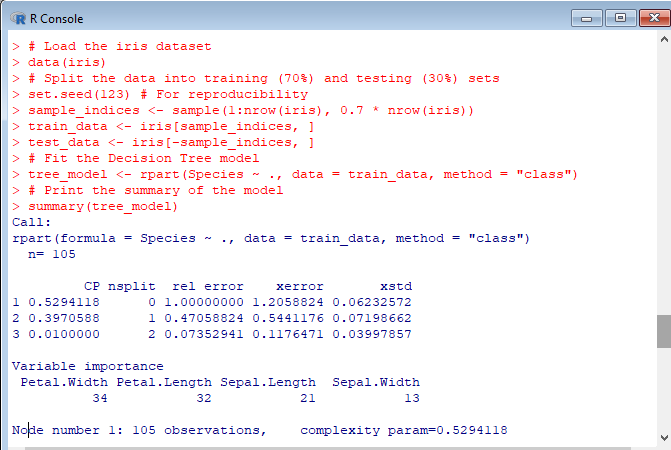 R Console
> # Load the iris dataset
> data(iris)
> # Split the data into training (70%) and testing (30%) sets
> set.seed(123) # For reproducibility
> sample_indices <- sample(1:nrow(iris), 0.7 * nrow(iris))
> train_data <- iris[sample_indices, ]
> test_data <- iris[-sample_indices, ]
> # Fit the Decision Tree model
> tree_model <- rpart(Species ~ ., data = train_data, method = "class")
> # Print the summary of the model
> summary(tree_model)
Call:
rpart(formula = Species ~ ., data = train_data, method = "class")
  n= 105

         CP nsplit  rel error    xerror       xstd
1 0.5294118      0 1.00000000 1.2058824 0.06232572
2 0.3970588      1 0.47058824 0.5441176 0.07198662
3 0.0100000      2 0.07352941 0.1176471 0.03997857

Variable importance
 Petal.Width Petal.Length Sepal.Length  Sepal.Width
          34           32           21           13

Node number 1: 105 observations,    complexity param=0.5294118